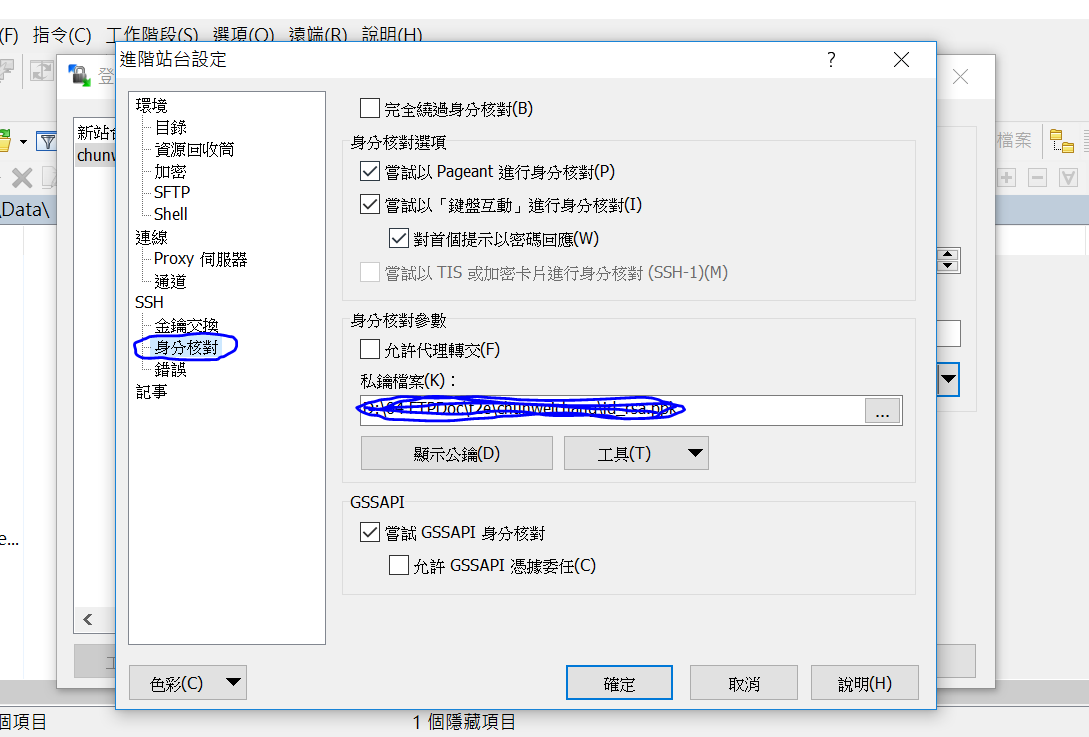 (F) 指令(C) 工作階段(S) 選項(O) 遠端(R) 說明(H)
登
進階站台設定
?
新站台
chunw
\Data\
檔案
環境
目錄
資源回收筒
加密
SFTP
Shell
連線
Proxy 伺服器
通道
SSH
金鑰交換
身分核對
錯誤
記事
完全繞過身分核對(B)
身分核對選項
嘗試以 Pageant 進行身分核對(P)
嘗試以「鍵盤互動」進行身分核對(I)
對首個提示以密碼回應(W)
嘗試以 TIS 或加密卡片進行身分核對 (SSH-1)(M)
身分核對參數
允許代理轉交(F)
私鑰檔案(K)：
...
顯示公鑰(D)
工具(T)
GSSAPI
嘗試 GSSAPI 身分核對
允許 GSSAPI 憑據委任(C)
e...
色彩(C)
確定
取消
說明(H)
個項目
1 個隱藏項目